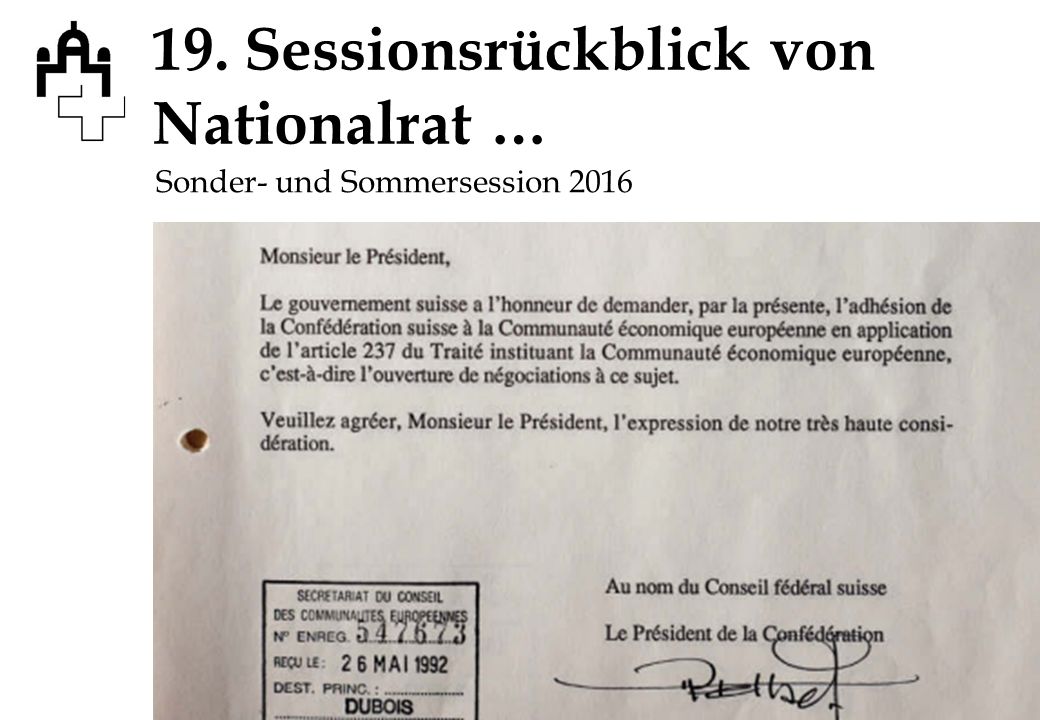 19. Sessionsrückblick von
Nationalrat …
Sonder- und Sommersession 2016
Monsieur le Président,
Le gouvernement suisse a l'honneur de demander, par la présente, l'adhésion de
la Confédération suisse à la Communauté économique européenne en application
de l'article 237 du Traité instituant la Communauté économique européenne,
c'est-à-dire l'ouverture de négociations à ce sujet.
Veuillez agréer, Monsieur le Président, l'expression de notre très haute consi-
dération.
Au nom du Conseil fédéral suisse
Le Président de la Confédération
SECRETARIAT DU CONSEIL
DES COMMUNAUTES EUROPEENNES
N° ENREG. 547673
REÇU LE: 26 MAI 1992
DEST. PRINC. : ................
DUBOIS